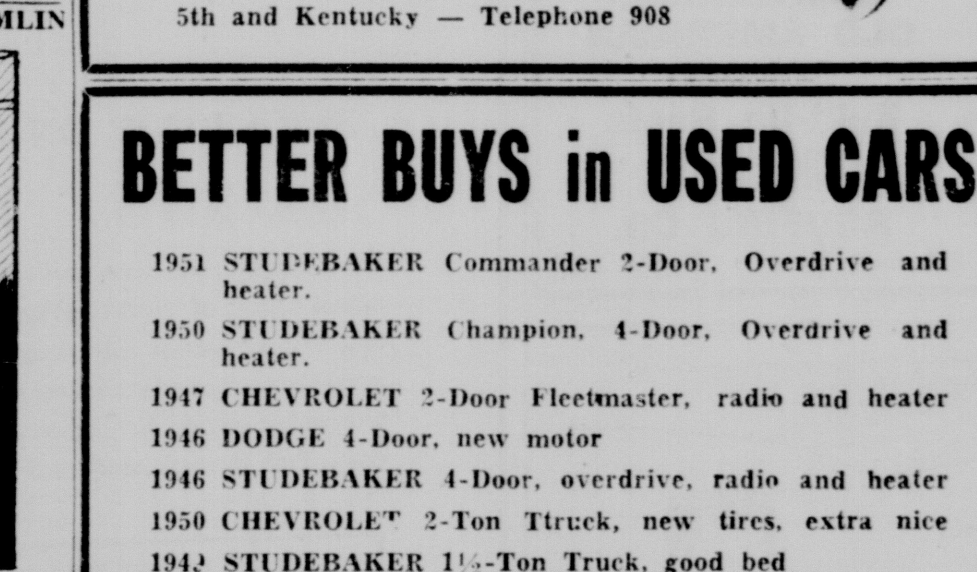 MLIN
5th and Kentucky — Telephone 908
BETTER BUYS in USED CARS
1951 STUDEBAKER Commander 2-Door, Overdrive and
heater.
1950 STUDEBAKER Champion, 4-Door, Overdrive and
heater.
1947 CHEVROLET 2-Door Fleetmaster, radio and heater
1946 DODGE 4-Door, new motor
1946 STUDEBAKER 4-Door, overdrive, radio and heater
1950 CHEVROLET 2-Ton Ttruck, new tires, extra nice
STUDEBAKER 1½-Ton Truck, good bed